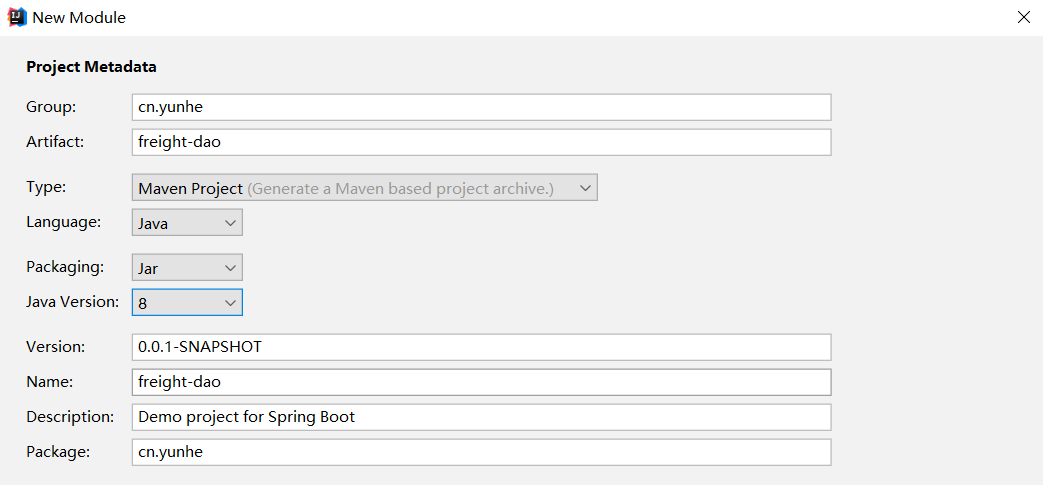 New Module
Project Metadata
Group: cn.yunhe
Artifact: freight-dao
Type: Maven Project (Generate a Maven based project archive.)
Language: Java
Packaging: Jar
Java Version: 8
Version: 0.0.1-SNAPSHOT
Name: freight-dao
Description: Demo project for Spring Boot
Package: cn.yunhe